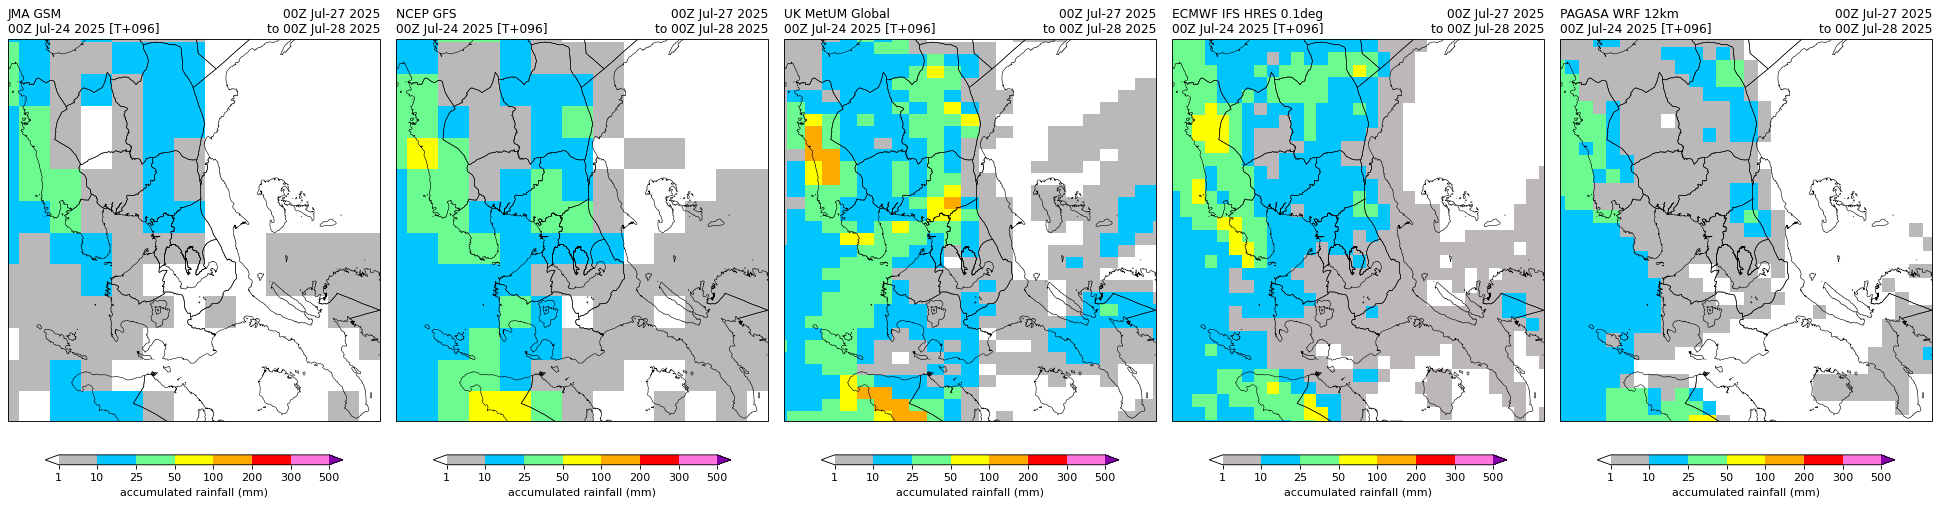 JMA GSM 00Z Jul-27 2025
00Z Jul-24 2025 [T+096] to 00Z Jul-28 2025
NCEP GFS 00Z Jul-27 2025
00Z Jul-24 2025 [T+096] to 00Z Jul-28 2025
UK MetUM Global 00Z Jul-27 2025
00Z Jul-24 2025 [T+096] to 00Z Jul-28 2025
ECMWF IFS HRES 0.1deg 00Z Jul-27 2025
00Z Jul-24 2025 [T+096] to 00Z Jul-28 2025
PAGASA WRF 12km 00Z Jul-27 2025
00Z Jul-24 2025 [T+096] to 00Z Jul-28 2025
1 10 25 50 100 200 300 500
accumulated rainfall (mm)
1 10 25 50 100 200 300 500
accumulated rainfall (mm)
1 10 25 50 100 200 300 500
accumulated rainfall (mm)
1 10 25 50 100 200 300 500
accumulated rainfall (mm)
1 10 25 50 100 200 300 500
accumulated rainfall (mm)